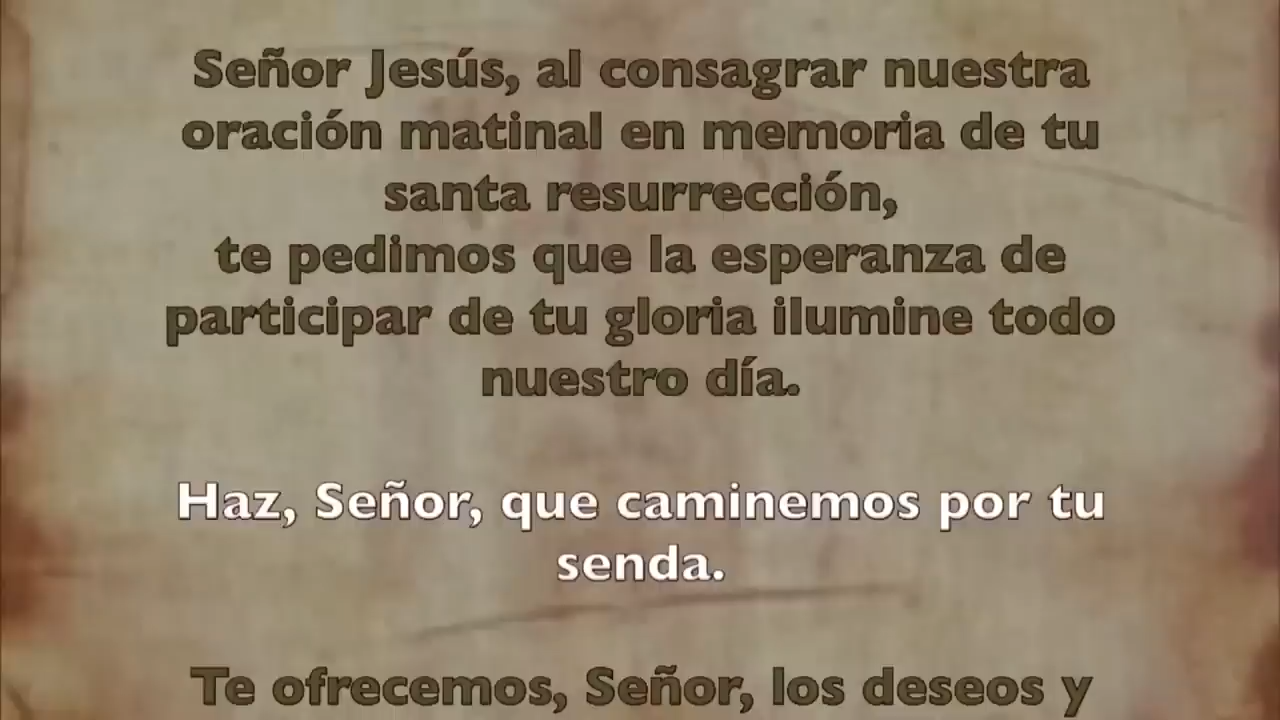 Señor Jesús, al consagrar nuestra
oración matinal en memoria de tu
santa resurrección,
te pedimos que la esperanza de
participar de tu gloria ilumine todo
nuestro día.
Haz, Señor, que caminemos por tu
senda.
Te ofrecemos, Señor, los deseos y